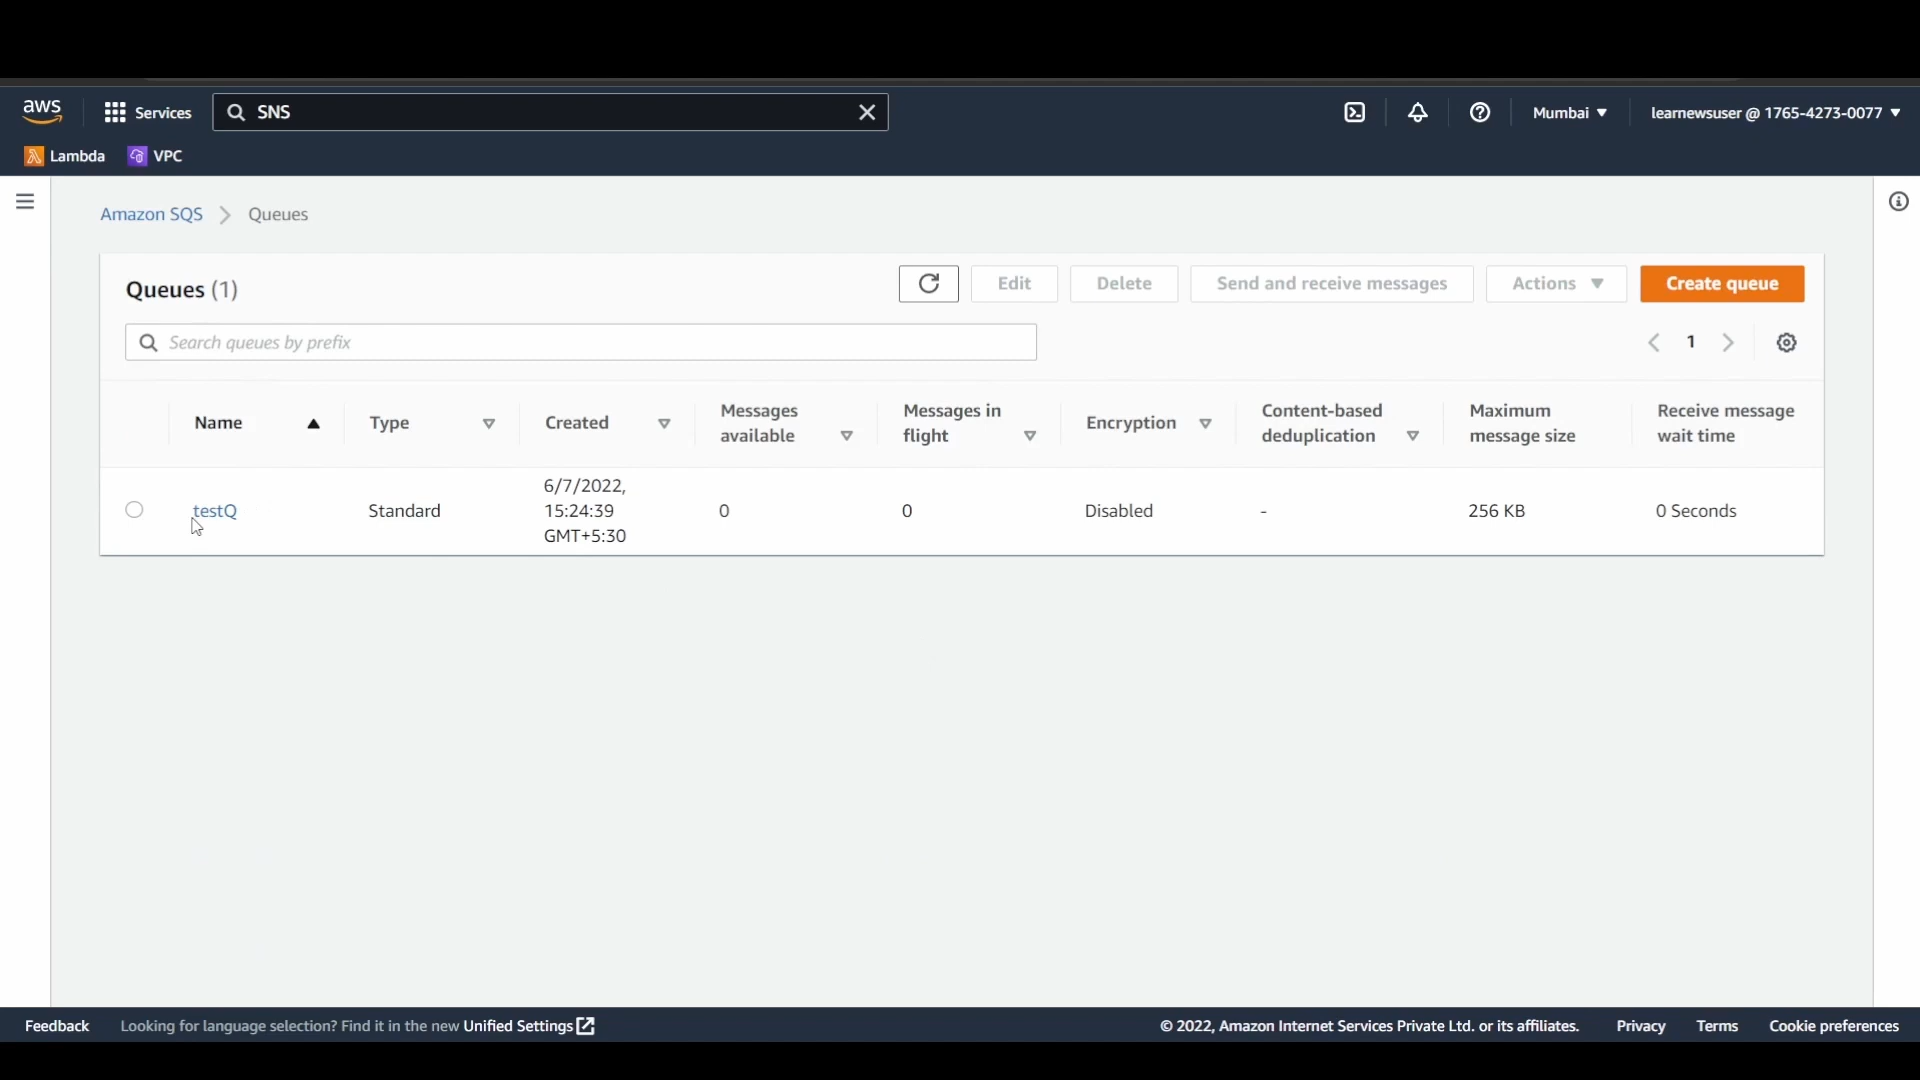 aws
Services
SNS
Mumbai
learnewsuser @ 1765-4273-0077
Lambda
VPC
Amazon SQS
Queues
Queues (1)
Edit
Delete
Send and receive messages
Actions
Create queue
Search queues by prefix
1
Name
Type
Created
Messages
available
Messages in
flight
Encryption
Content-based
deduplication
Maximum
message size
Receive message
wait time
testQ
Standard
6/7/2022,
15:24:39
GMT+5:30
0
0
Disabled
-
256 KB
0 Seconds
Feedback
Looking for language selection? Find it in the new Unified Settings
© 2022, Amazon Internet Services Private Ltd. or its affiliates.
Privacy
Terms
Cookie preferences